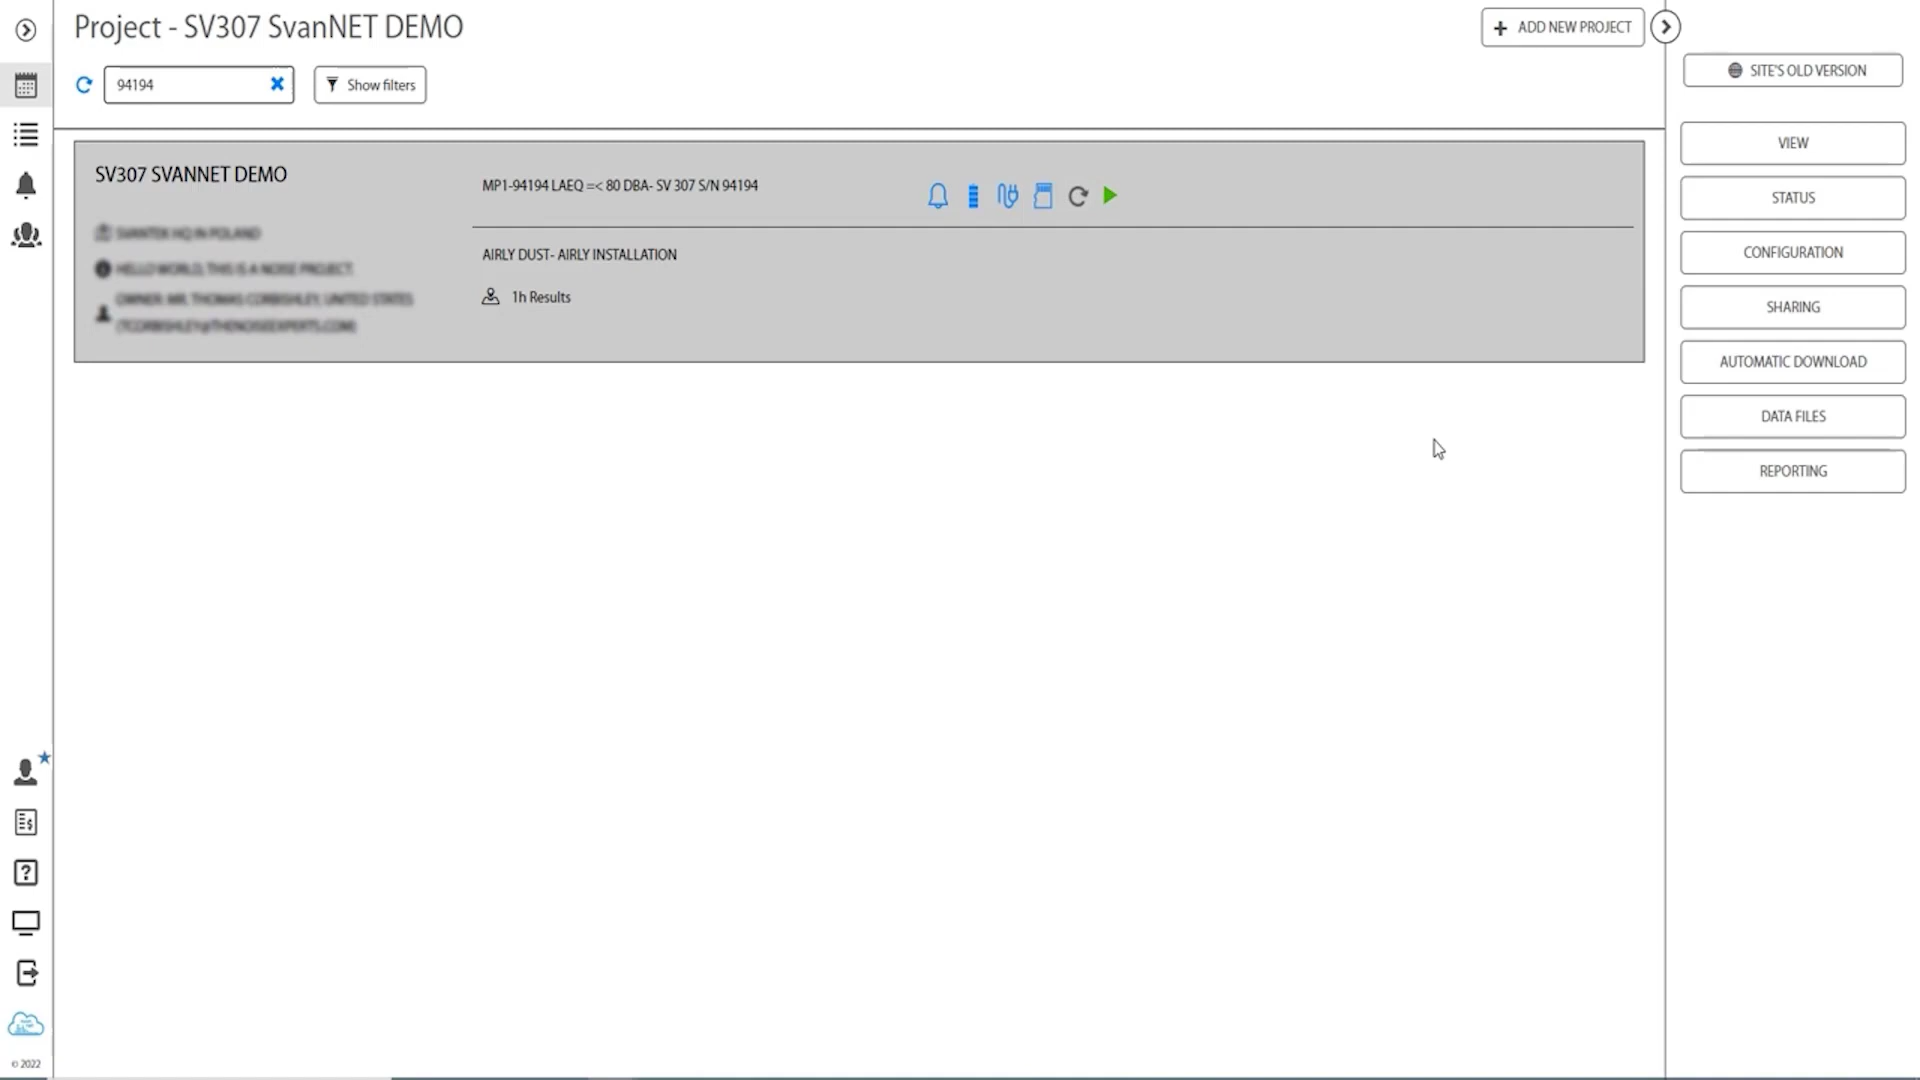 Project - SV307 SvanNET DEMO
ADD NEW PROJECT
94194
Show filters
SITE'S OLD VERSION
SV307 SVANNET DEMO
MP1-94194 LAEQ =< 80 DBA- SV 307 S/N 94194
AIRLY DUST- AIRLY INSTALLATION
1h Results
VIEW
STATUS
CONFIGURATION
SHARING
AUTOMATIC DOWNLOAD
DATA FILES
REPORTING
© 2022